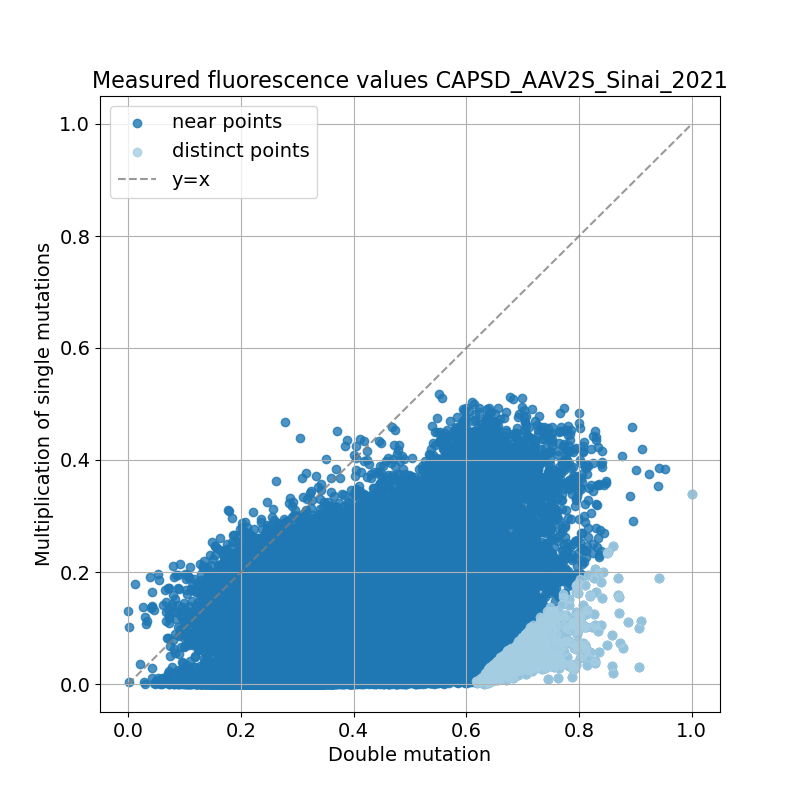 Measured fluorescence values CAPSD_AAV2S_Sinai_2021
near points
distinct points
y=x
1.0
0.8
0.6
0.4
0.2
0.0
Multiplication of single mutations
0.0 0.2 0.4 0.6 0.8 1.0
Double mutation